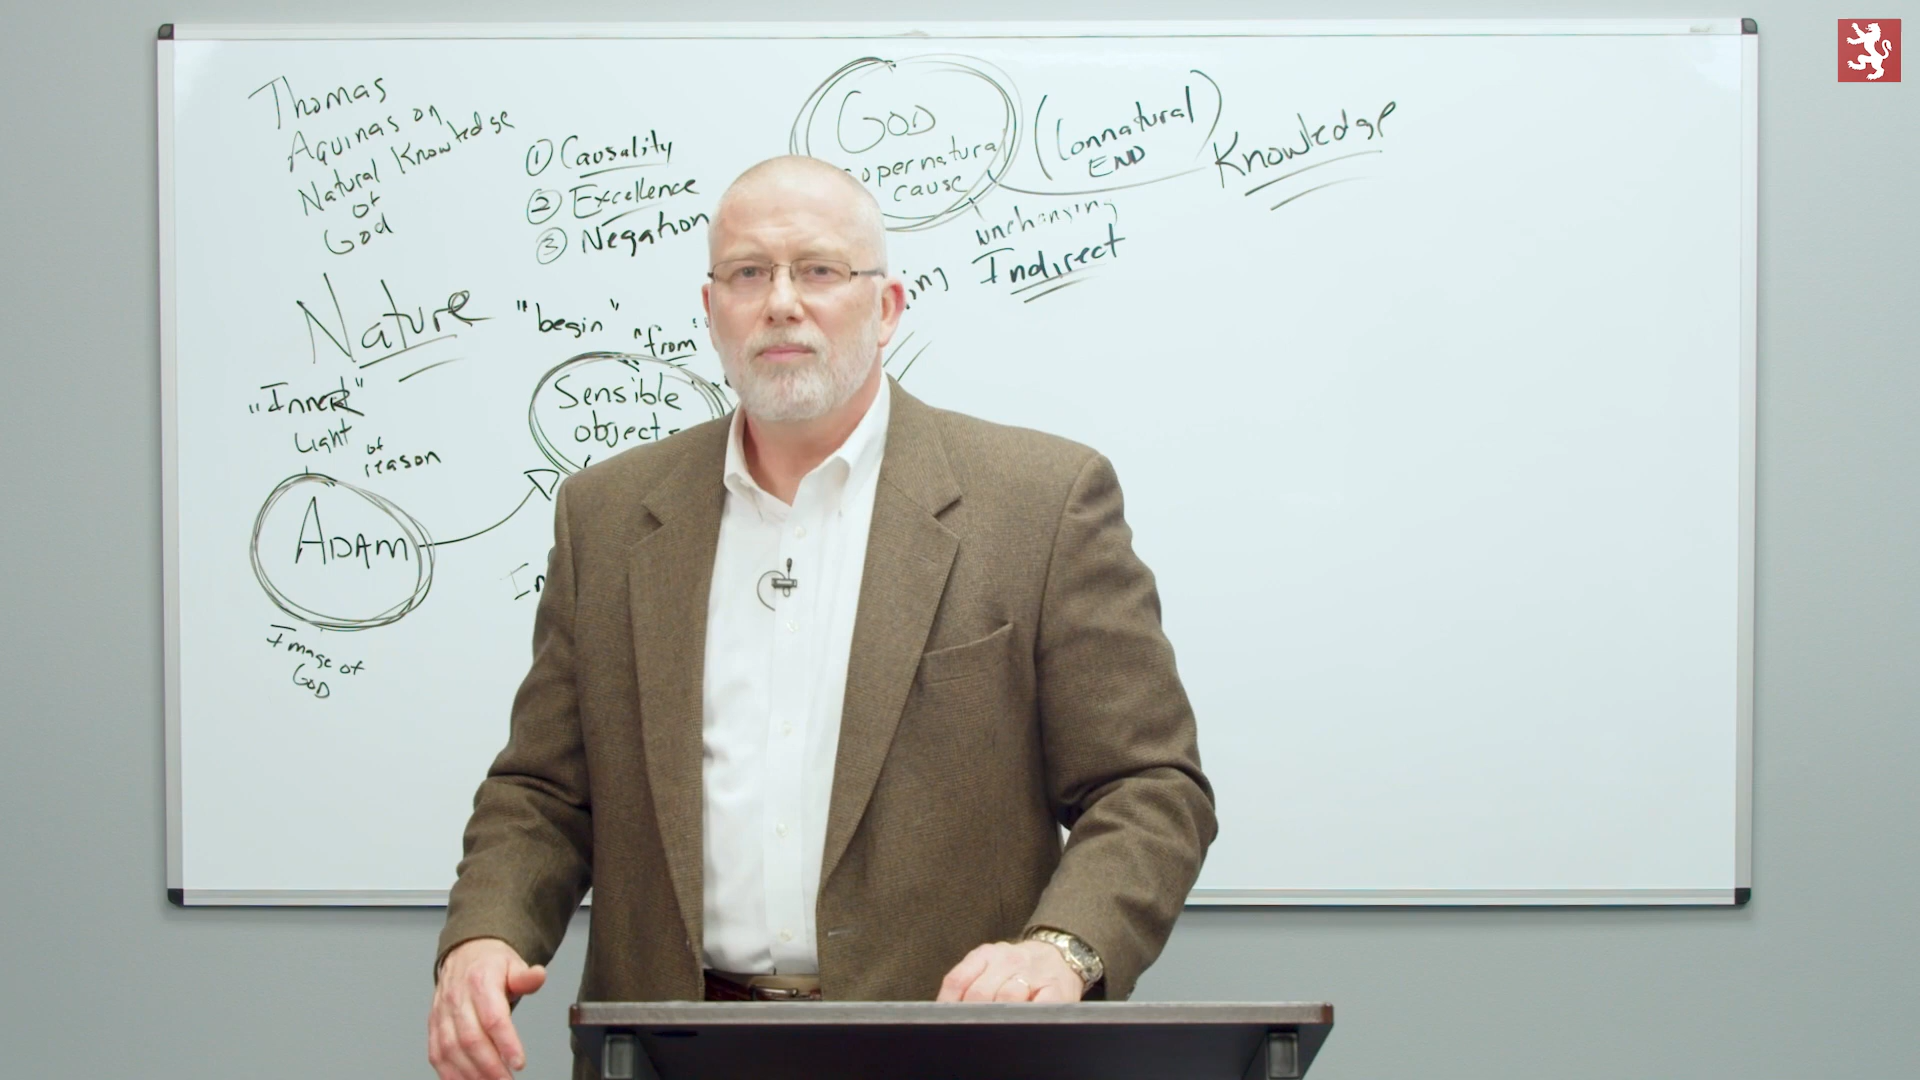 Thomas
Aquinas on
Natural Knowledge
of
God
① Causality
② Excellence
③ Negation
GOD
supernatural
cause
(Connatural)
END
Knowledge
unchanging
Indirect
Nature
"begin"
"from"
"Inner"
Light
of
reason
Sensible
objects
ADAM
Image of
GOD